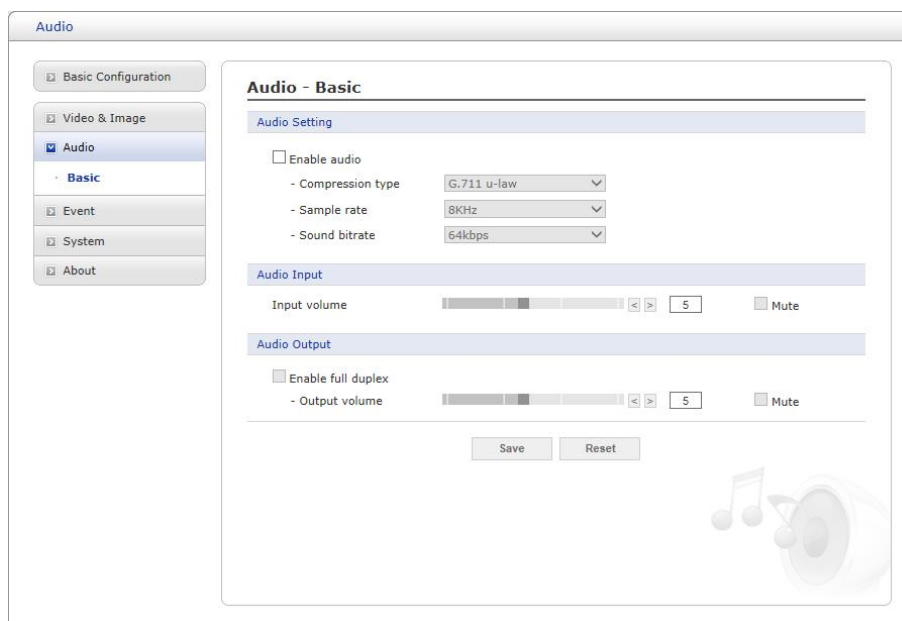 Audio
Basic Configuration
Video & Image
Audio
Basic
Event
System
About
Audio - Basic
Audio Setting
Enable audio
- Compression type G.711 u-law
- Sample rate 8KHz
- Sound bitrate 64kbps
Audio Input
Input volume < > 5 Mute
Audio Output
Enable full duplex
- Output volume < > 5 Mute
Save Reset